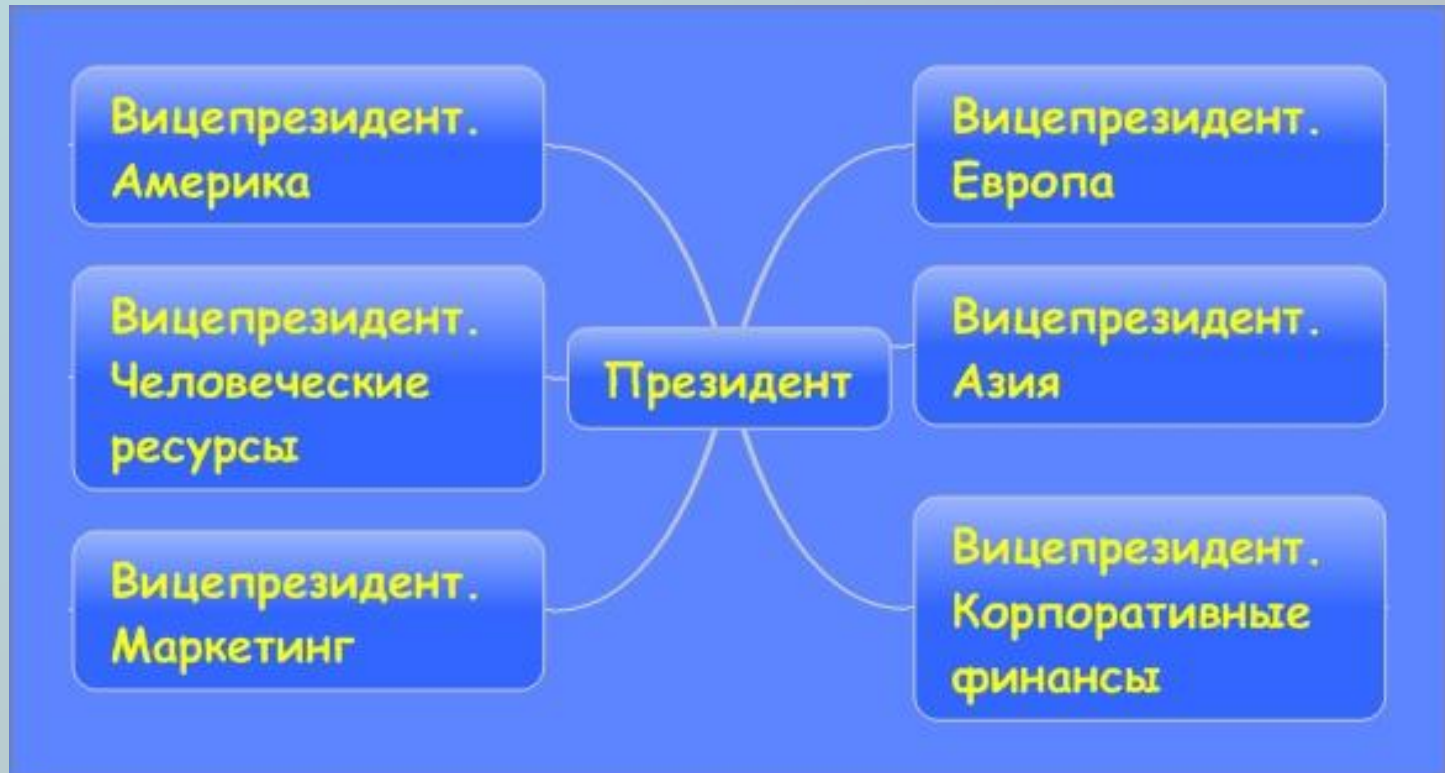 Вицепрезидент.
Америка
Вицепрезидент.
Человеческие
ресурсы
Вицепрезидент.
Маркетинг
Президент
Вицепрезидент.
Европа
Вицепрезидент.
Азия
Вицепрезидент.
Корпоративные
финансы